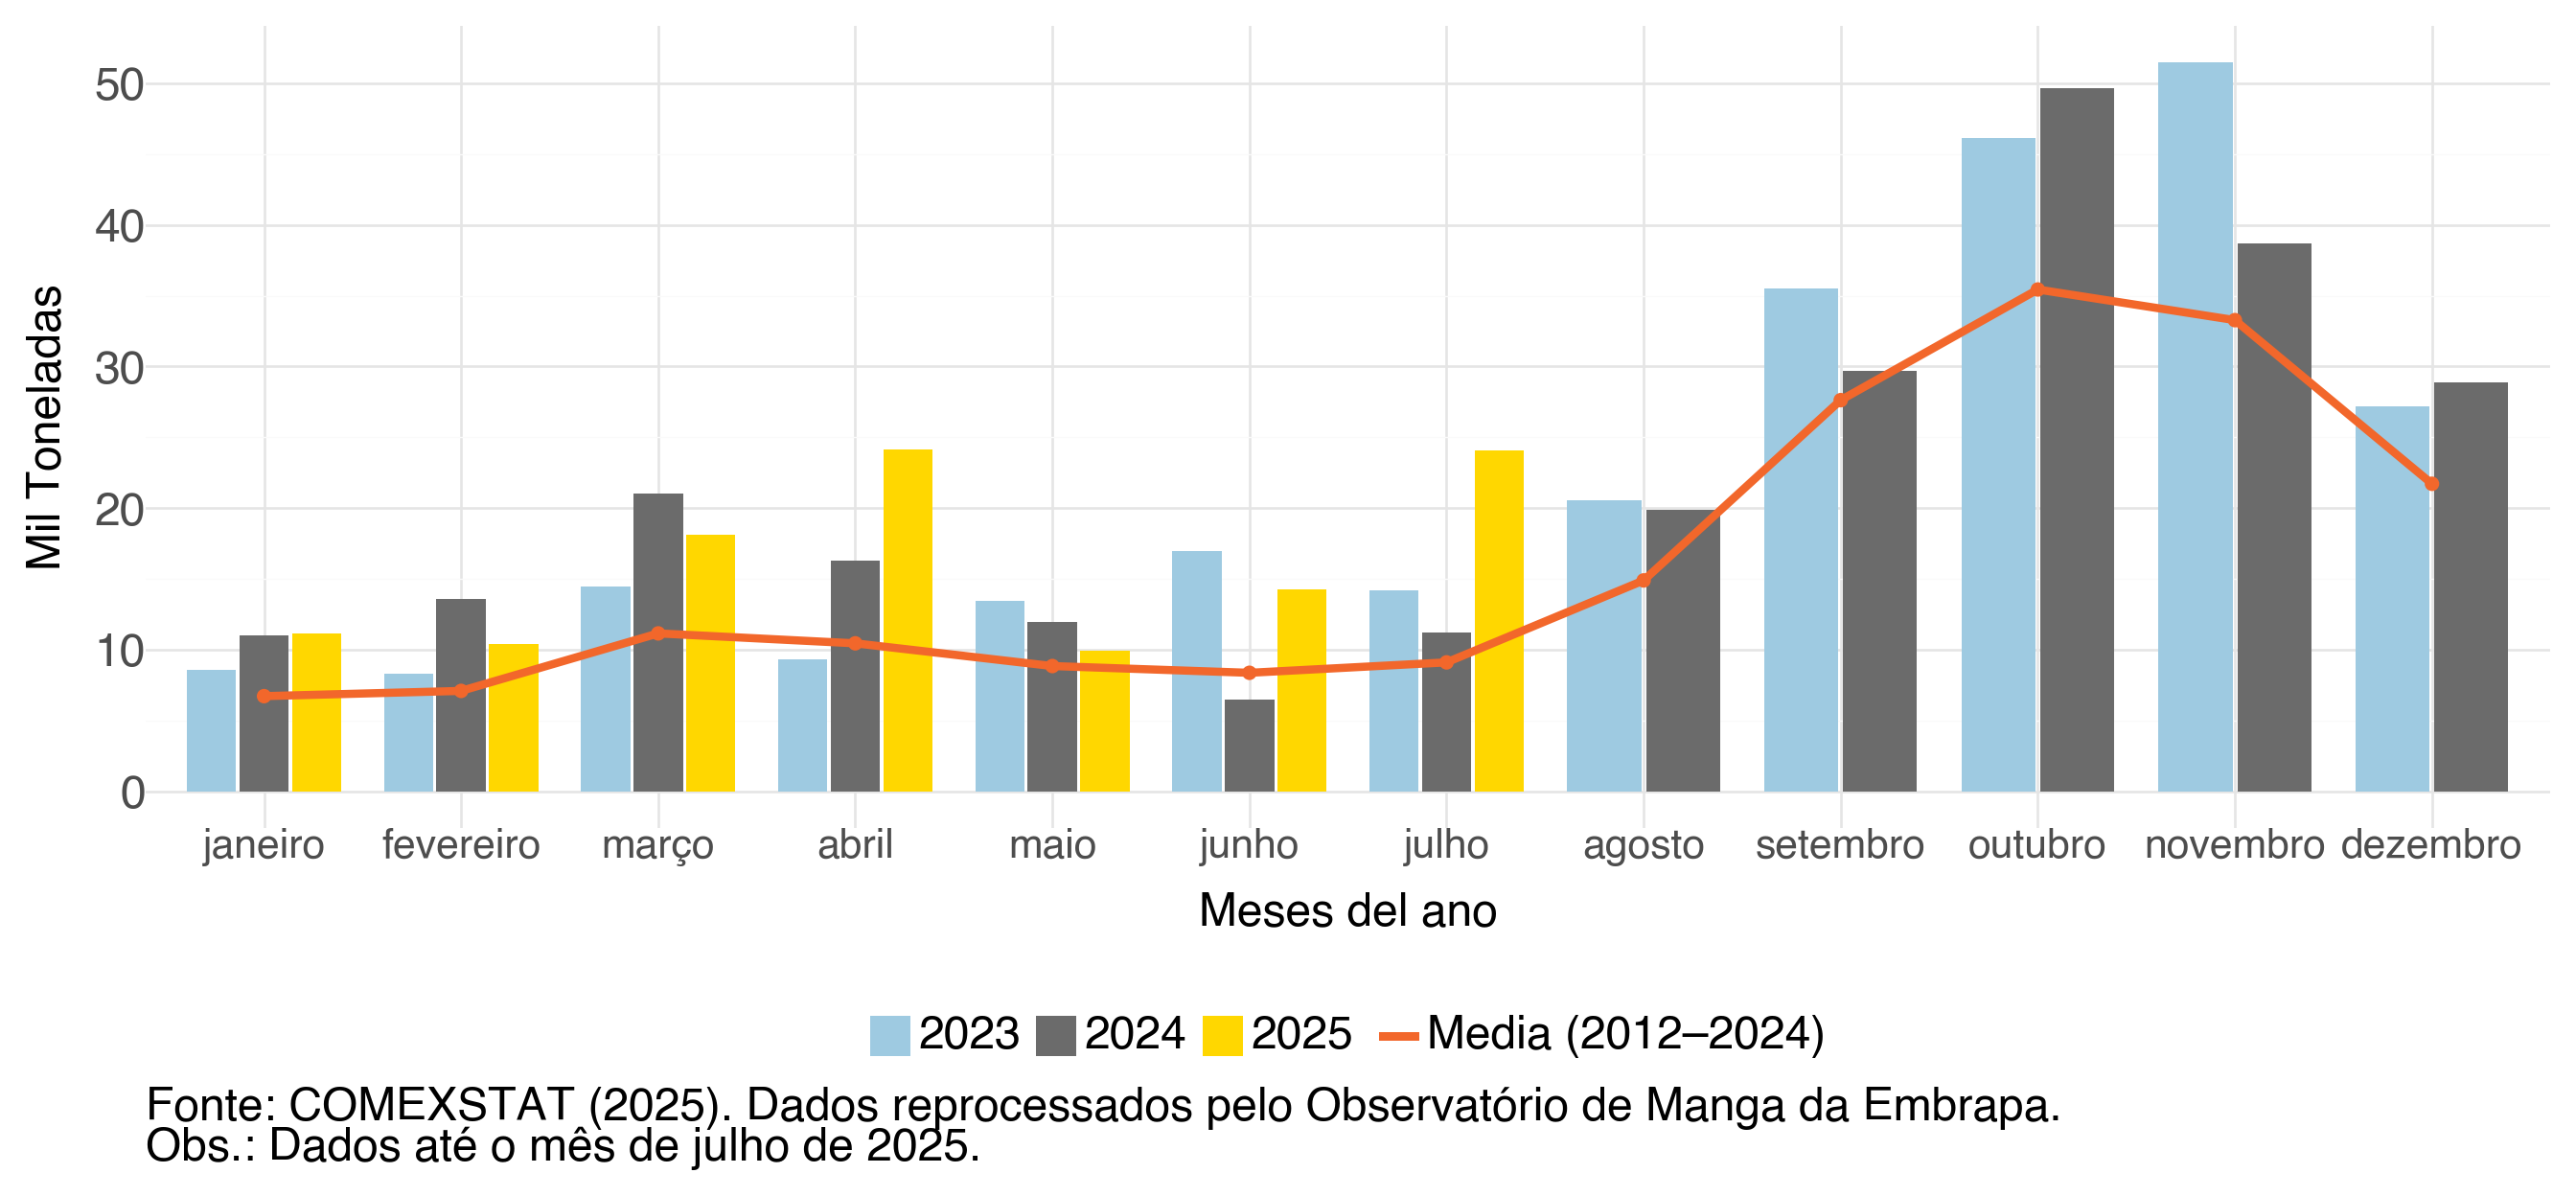 Mil Toneladas
50
40
30
20
10
0
janeiro fevereiro março abril maio junho julho agosto setembro outubro novembro dezembro
Meses del ano
2023 2024 2025 Media (2012–2024)
Fonte: COMEXSTAT (2025). Dados reprocessados pelo Observatório de Manga da Embrapa.
Obs.: Dados até o mês de julho de 2025.